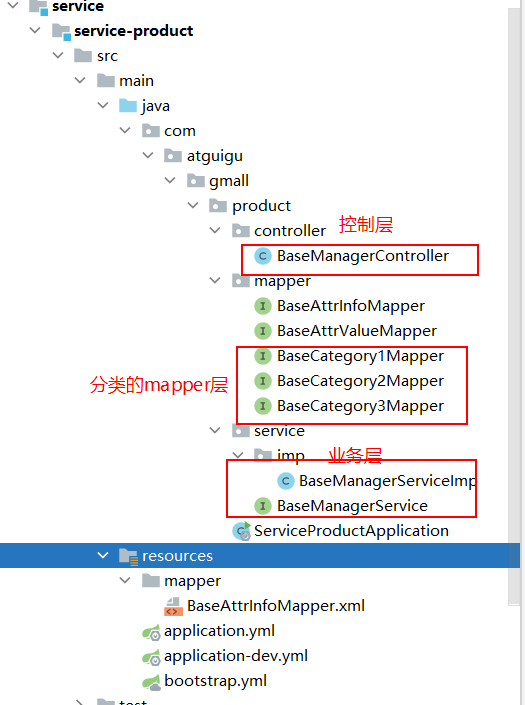 service
service-product
src
main
java
com
atguigu
gmall
product
controller 控制层
BaseManagerController
mapper
BaseAttrInfoMapper
BaseAttrValueMapper
BaseCategory1Mapper
分类的mapper层 BaseCategory2Mapper
BaseCategory3Mapper
service
imp 业务层
BaseManagerServiceImp
BaseManagerService
ServiceProductApplication
resources
mapper
BaseAttrInfoMapper.xml
application.yml
application-dev.yml
bootstrap.yml
test